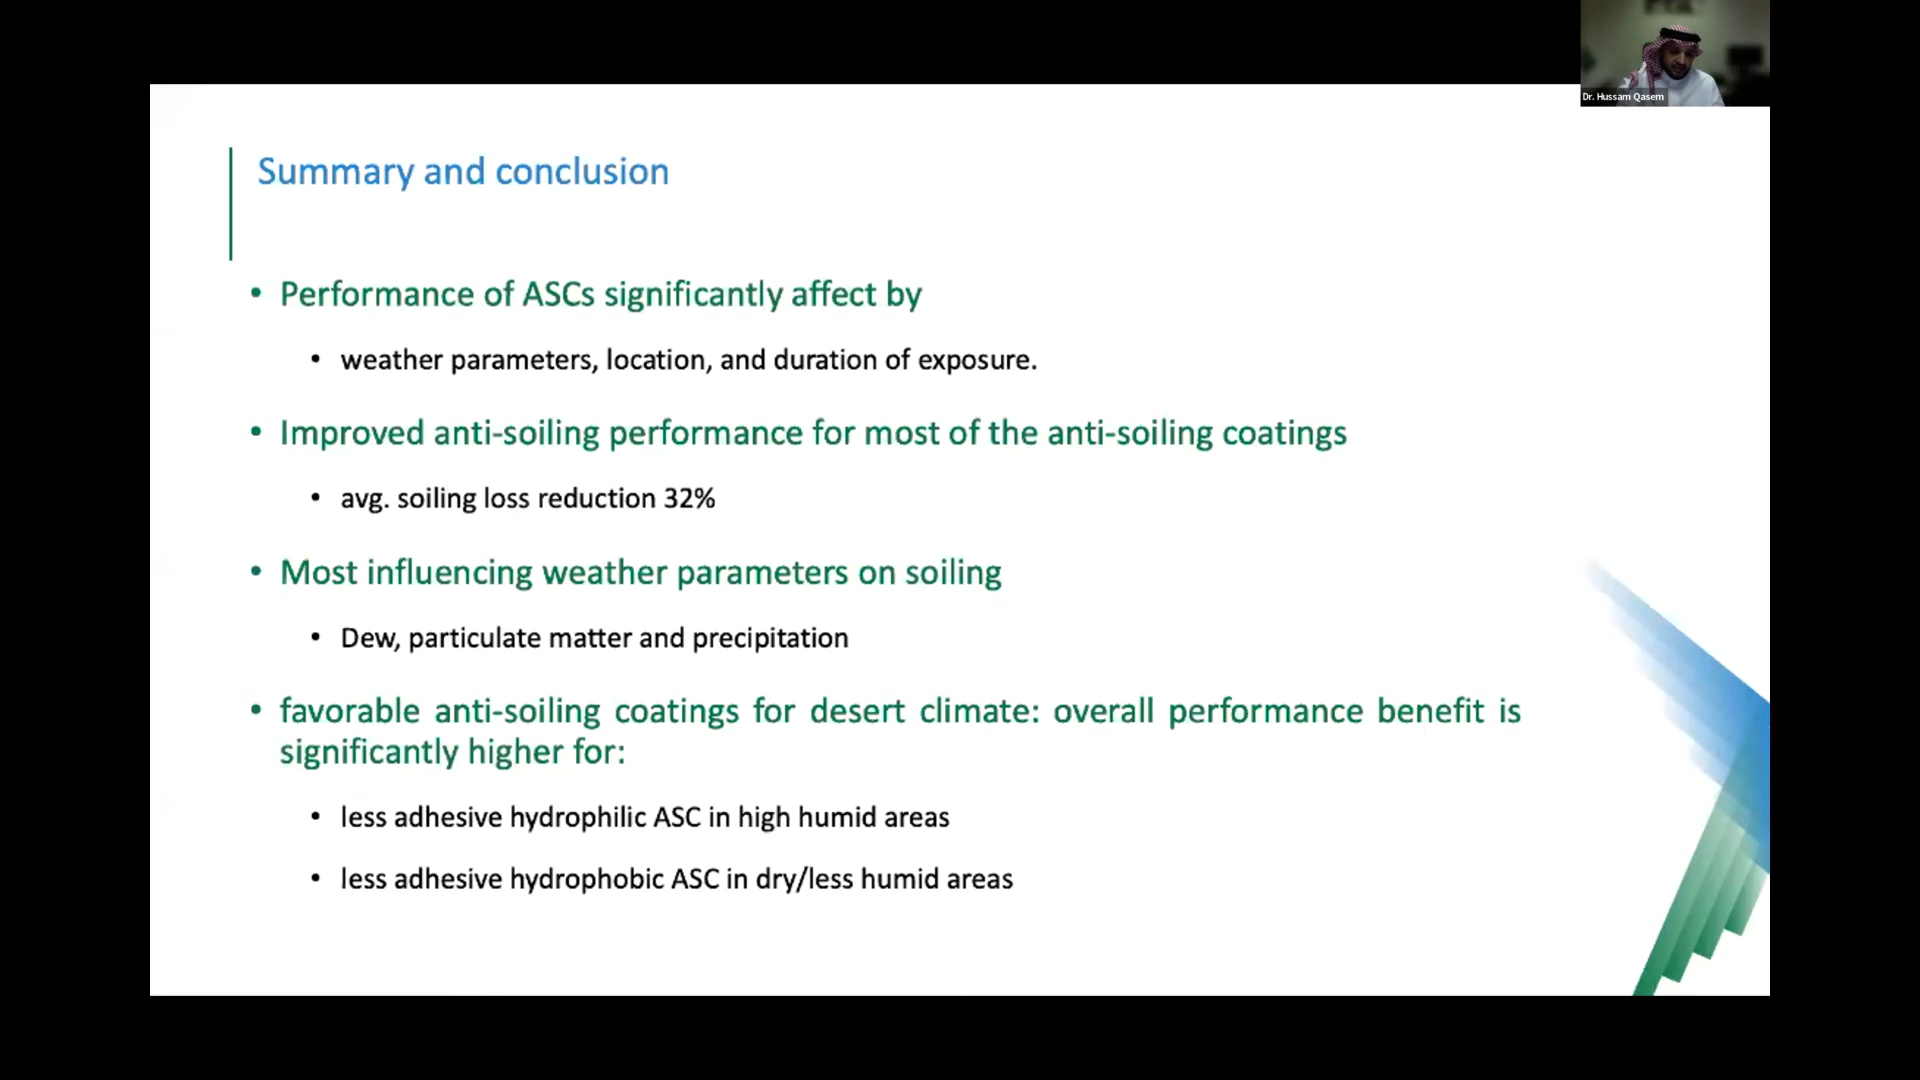 Dr. Hussam Qasem
Summary and conclusion
• Performance of ASCs significantly affect by
• weather parameters, location, and duration of exposure.
• Improved anti-soiling performance for most of the anti-soiling coatings
• avg. soiling loss reduction 32%
• Most influencing weather parameters on soiling
• Dew, particulate matter and precipitation
• favorable anti-soiling coatings for desert climate: overall performance benefit is
significantly higher for:
• less adhesive hydrophilic ASC in high humid areas
• less adhesive hydrophobic ASC in dry/less humid areas